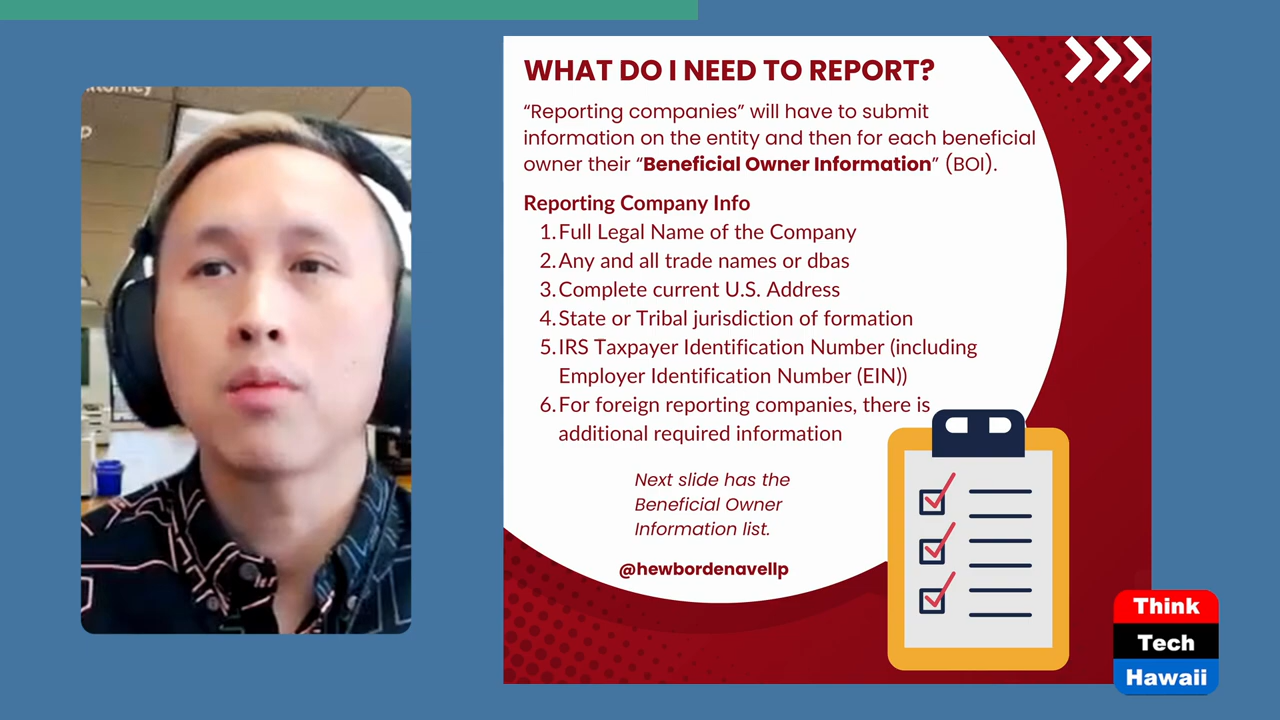 WHAT DO I NEED TO REPORT?
“Reporting companies” will have to submit
information on the entity and then for each beneficial
owner their “Beneficial Owner Information” (BOI).
Reporting Company Info
1. Full Legal Name of the Company
2. Any and all trade names or dbas
3. Complete current U.S. Address
4. State or Tribal jurisdiction of formation
5. IRS Taxpayer Identification Number (including
Employer Identification Number (EIN))
6. For foreign reporting companies, there is
additional required information
Next slide has the
Beneficial Owner
Information list.
@hewbordenavellp
Think
Tech
Hawaii